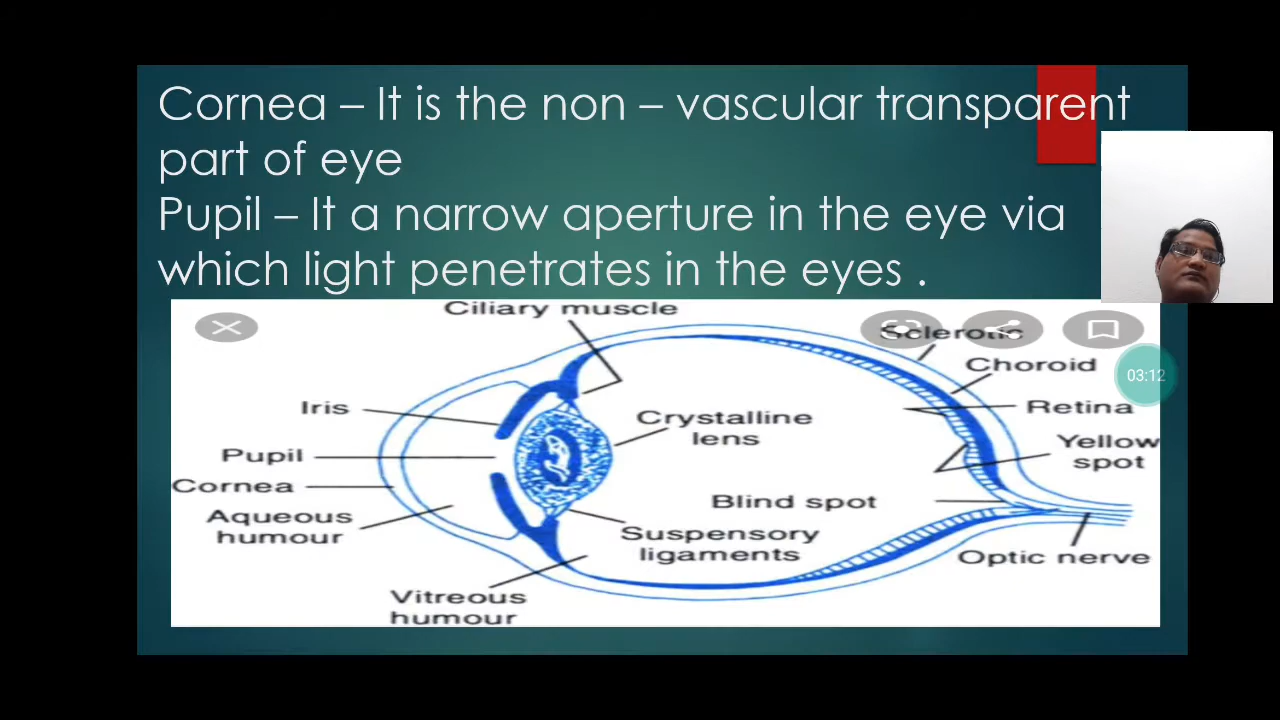 Cornea – It is the non – vascular transparent
part of eye
Pupil – It a narrow aperture in the eye via
which light penetrates in the eyes .
Ciliary muscle
Sclerotic
Choroid
03:12
Iris
Retina
Crystalline
lens
Yellow
spot
Pupil
Cornea
Blind spot
Aqueous
humour
Suspensory
ligaments
Optic nerve
Vitreous
humour